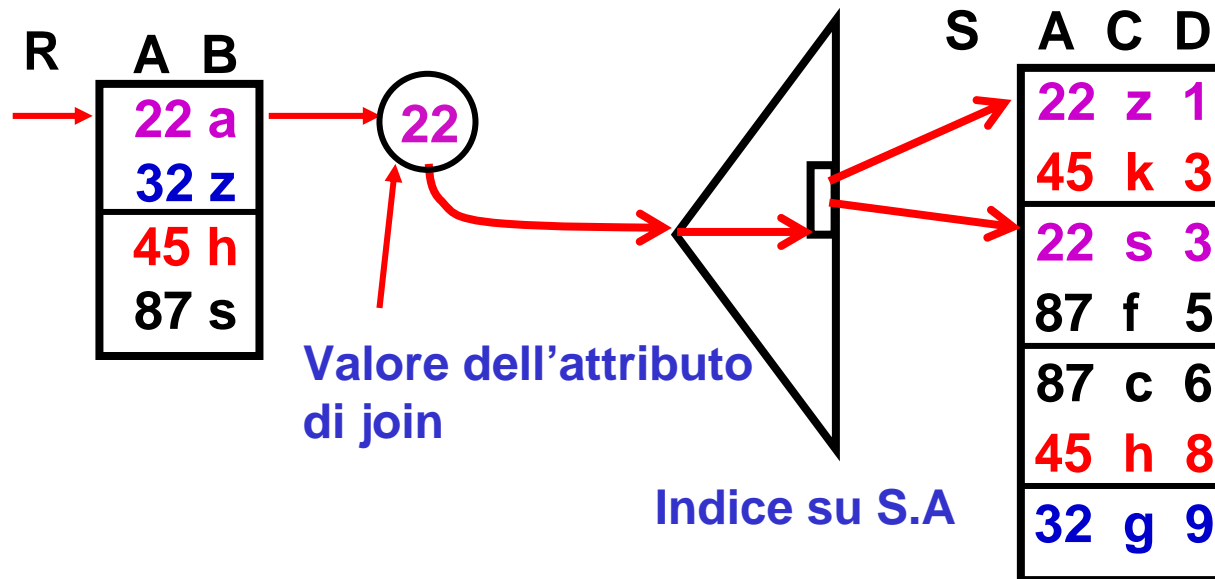 R A B
22 a
32 z
45 h
87 s
22
Valore dell’attributo
di join
Indice su S.A
S A C D
22 z 1
45 k 3
22 s 3
87 f 5
87 c 6
45 h 8
32 g 9